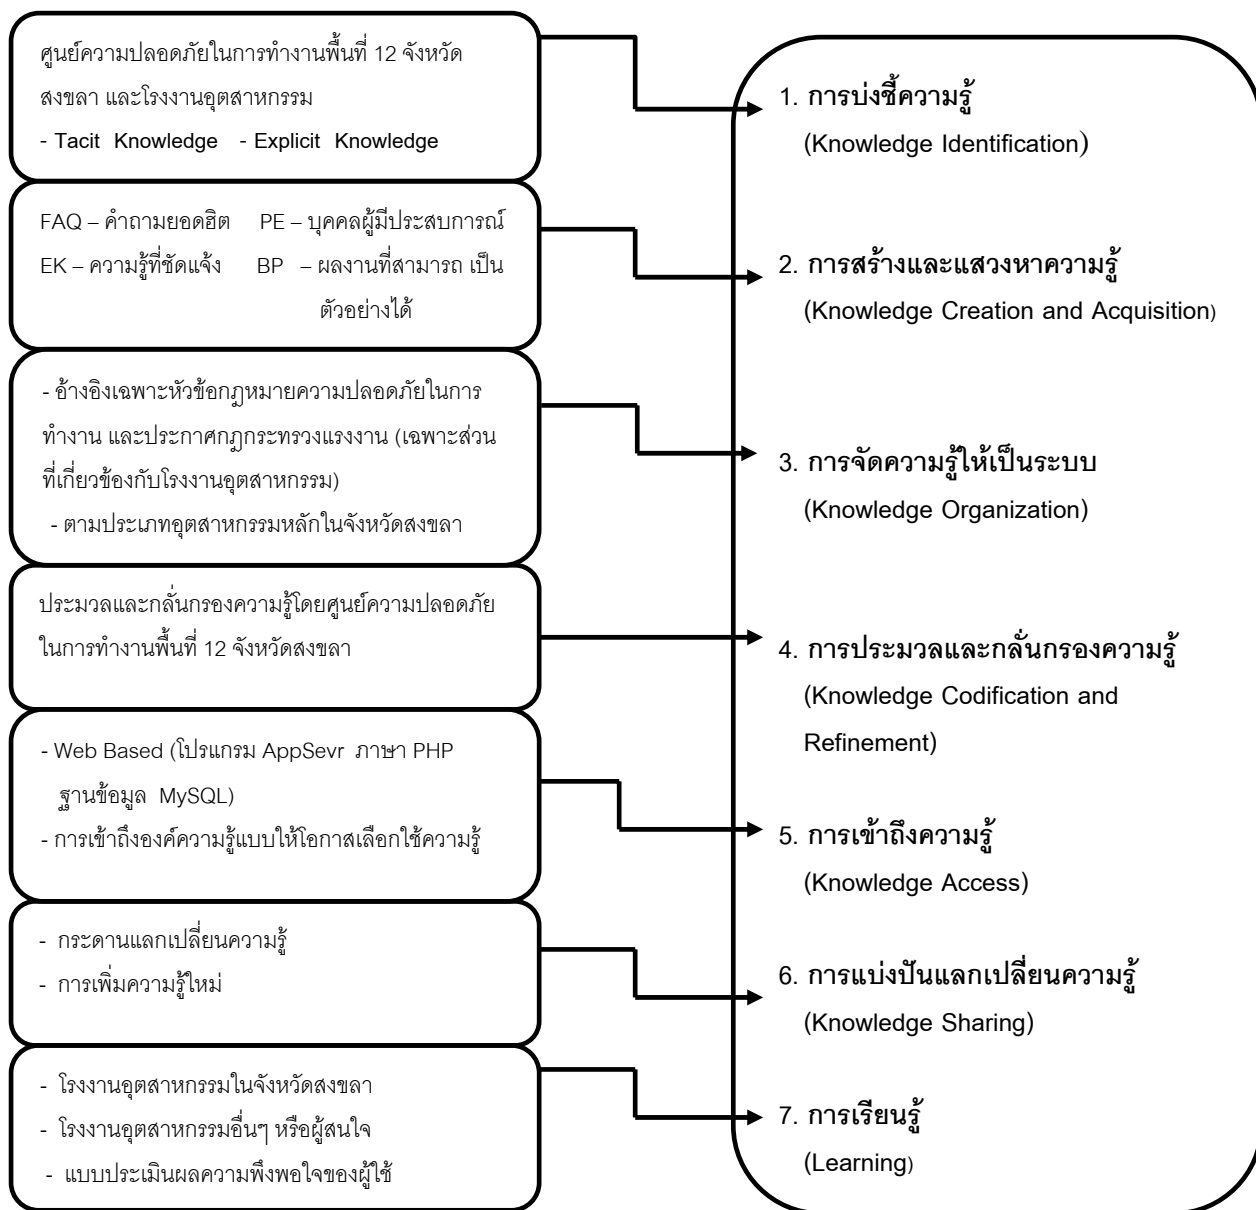 ศูนย์ความปลอดภัยในการทำงานพื้นที่ 12 จังหวัด
สงขลา และโรงงานอุตสาหกรรม
- Tacit Knowledge - Explicit Knowledge
FAQ – คำถามยอดฮิต PE – บุคคลผู้มีประสบการณ์
EK – ความรู้ที่ชัดแจ้ง BP – ผลงานที่สามารถ เป็น
ตัวอย่างได้
- อ้างอิงเฉพาะหัวข้อกฎหมายความปลอดภัยในการ
ทำงาน และประกาศกฎกระทรวงแรงงาน (เฉพาะส่วน
ที่เกี่ยวข้องกับโรงงานอุตสาหกรรม)
- ตามประเภทอุตสาหกรรมหลักในจังหวัดสงขลา
ประมวลและกลั่นกรองความรู้โดยศูนย์ความปลอดภัย
ในการทำงานพื้นที่ 12 จังหวัดสงขลา
- Web Based (โปรแกรม AppSevr ภาษา PHP
ฐานข้อมูล MySQL)
- การเข้าถึงองค์ความรู้แบบให้โอกาสเลือกใช้ความรู้
- กระดานแลกเปลี่ยนความรู้
- การเพิ่มความรู้ใหม่
- โรงงานอุตสาหกรรมในจังหวัดสงขลา
- โรงงานอุตสาหกรรมอื่นๆ หรือผู้สนใจ
- แบบประเมินผลความพึงพอใจของผู้ใช้
1. การบ่งชี้ความรู้
(Knowledge Identification)
2. การสร้างและแสวงหาความรู้
(Knowledge Creation and Acquisition)
3. การจัดความรู้ให้เป็นระบบ
(Knowledge Organization)
4. การประมวลและกลั่นกรองความรู้
(Knowledge Codification and
Refinement)
5. การเข้าถึงความรู้
(Knowledge Access)
6. การแบ่งปันแลกเปลี่ยนความรู้
(Knowledge Sharing)
7. การเรียนรู้
(Learning)